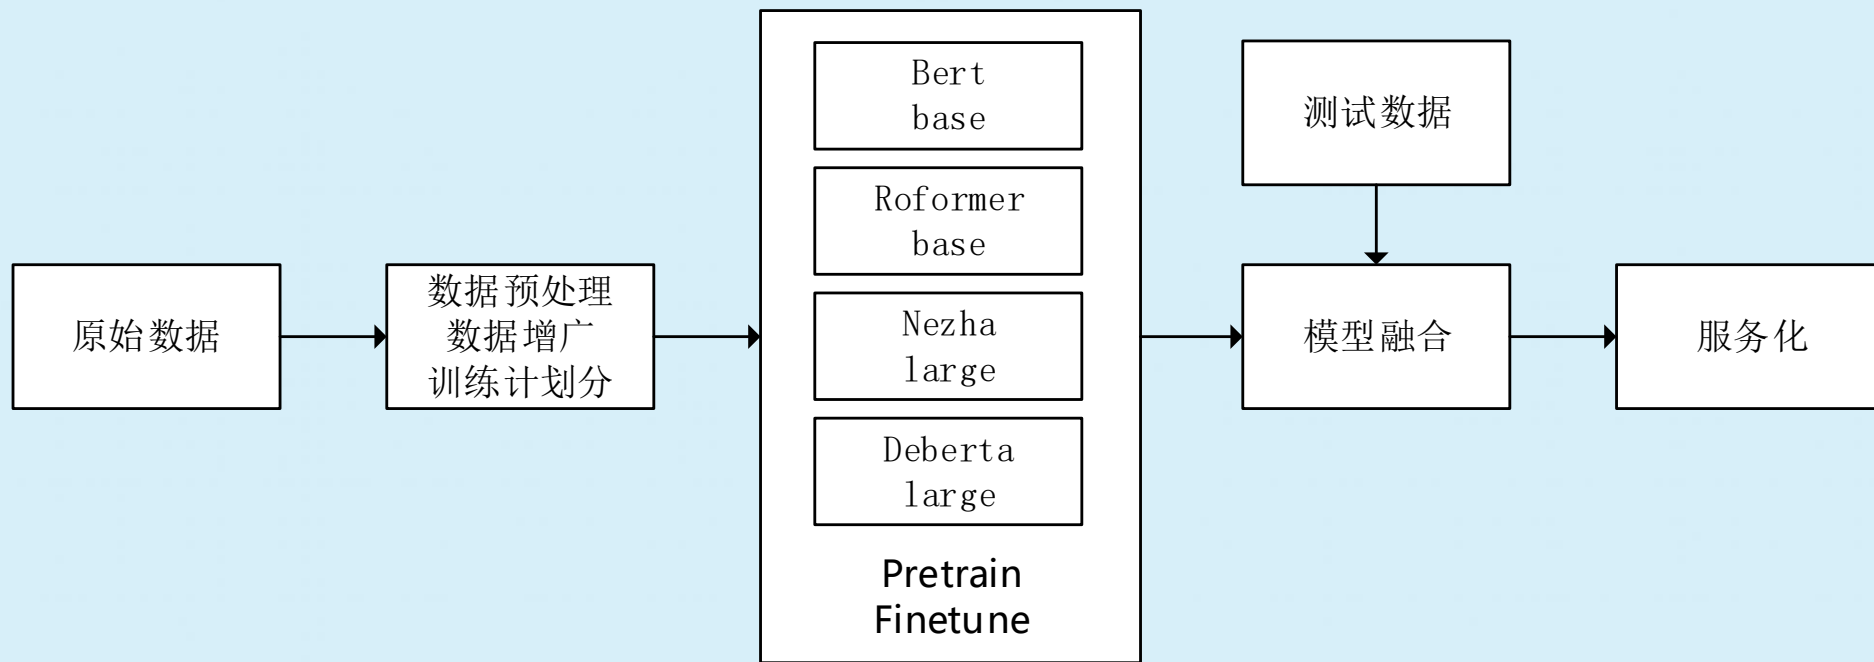 原始数据
数据预处理
数据增广
训练计划分
Bert
base
Roformer
base
Nezha
large
Deberta
large
Pretrain
Finetune
测试数据
模型融合
服务化